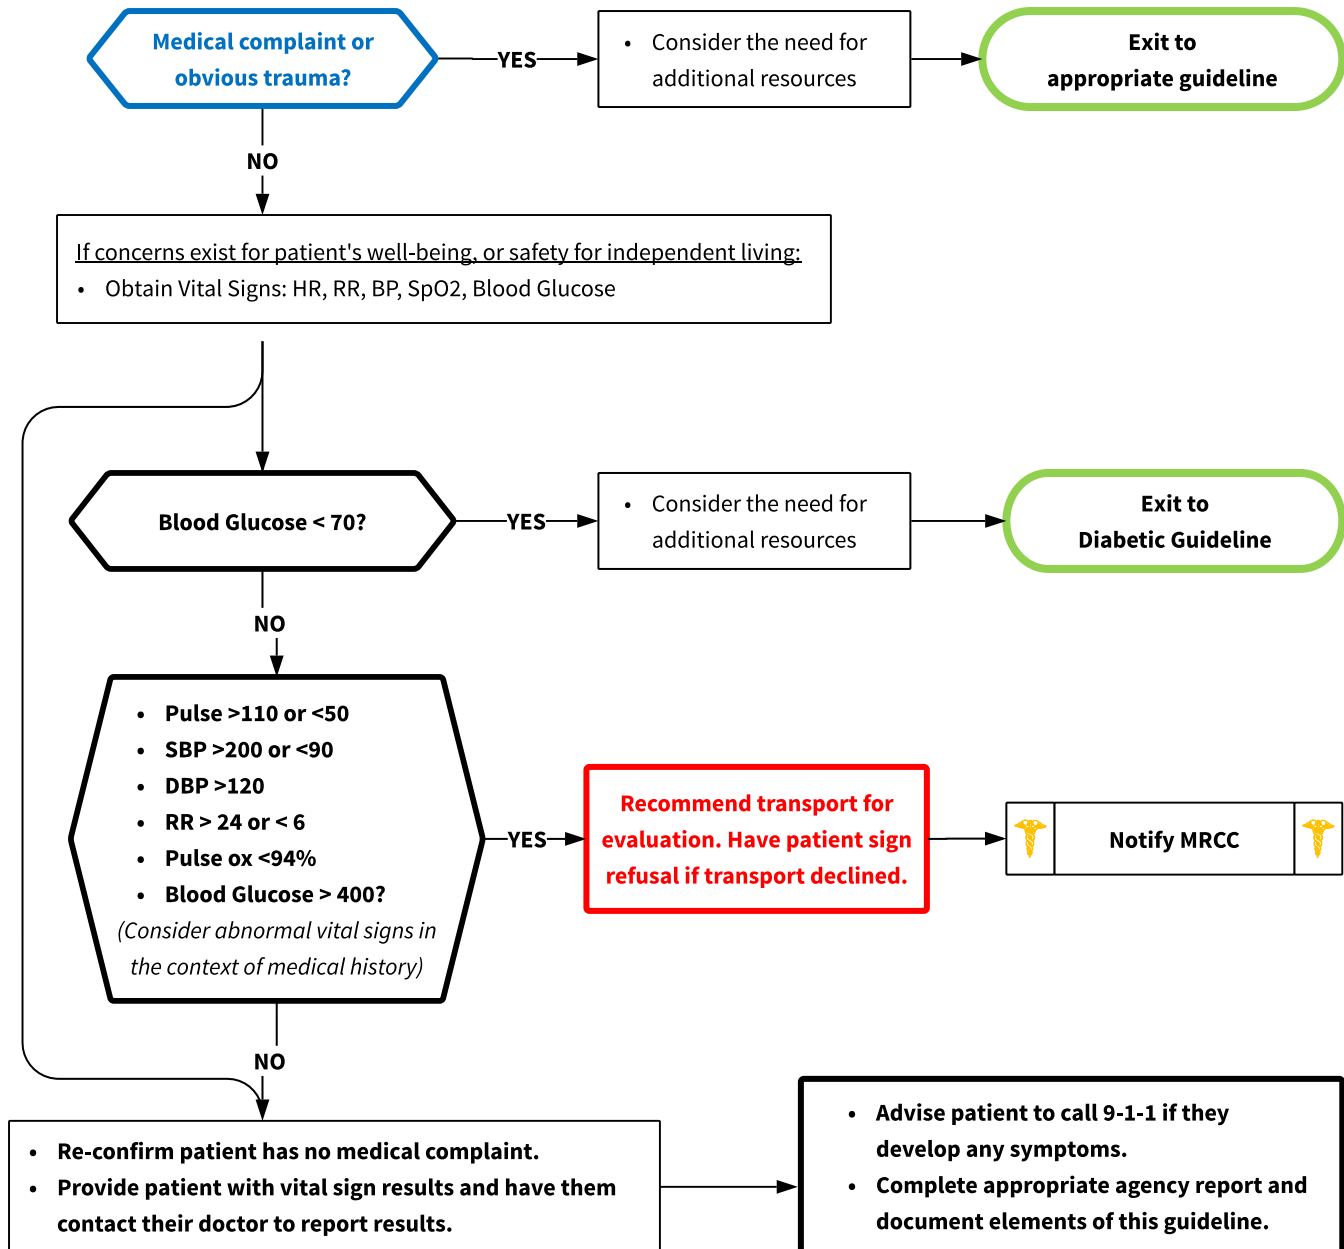 Medical complaint or
obvious trauma?
YES
• Consider the need for
additional resources
Exit to
appropriate guideline
NO
If concerns exist for patient's well-being, or safety for independent living:
• Obtain Vital Signs: HR, RR, BP, SpO2, Blood Glucose
Blood Glucose < 70?
YES
• Consider the need for
additional resources
Exit to
Diabetic Guideline
NO
• Pulse >110 or <50
• SBP >200 or <90
• DBP >120
• RR > 24 or < 6
• Pulse ox <94%
• Blood Glucose > 400?
(Consider abnormal vital signs in
the context of medical history)
YES
Recommend transport for
evaluation. Have patient sign
refusal if transport declined.
Notify MRCC
NO
• Re-confirm patient has no medical complaint.
• Provide patient with vital sign results and have them
contact their doctor to report results.
• Advise patient to call 9-1-1 if they
develop any symptoms.
• Complete appropriate agency report and
document elements of this guideline.